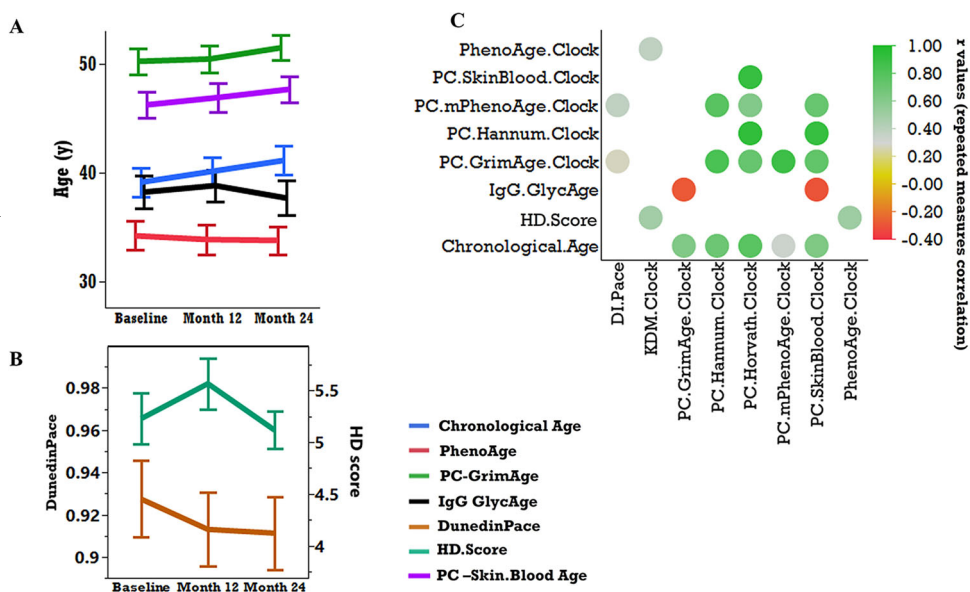 A
Age (y)
50
40
30
Baseline
Month 12
Month 24
B
DunedinPace
0.98
0.96
0.94
0.92
0.9
5.5
5
4.5
4
HD score
Baseline
Month 12
Month 24
Chronological Age
PhenoAge
PC-GrimAge
IgG GlycAge
DunedinPace
HD.Score
PC –Skin.Blood Age
C
PhenoAge.Clock
PC.SkinBlood.Clock
PC.mPhenoAge.Clock
PC.Hannum.Clock
PC.GrimAge.Clock
IgG.GlycAge
HD.Score
Chronological.Age
DI.Pace
KDM.Clock
PC.GrimAge.Clock
PC.Hannum.Clock
PC.Horvath.Clock
PC.mPhenoAge.Clock
PC.SkinBlood.Clock
PhenoAge.Clock
1.00
0.80
0.60
0.40
0.20
-0.00
-0.20
-0.40
r values (repeated measures correlation)